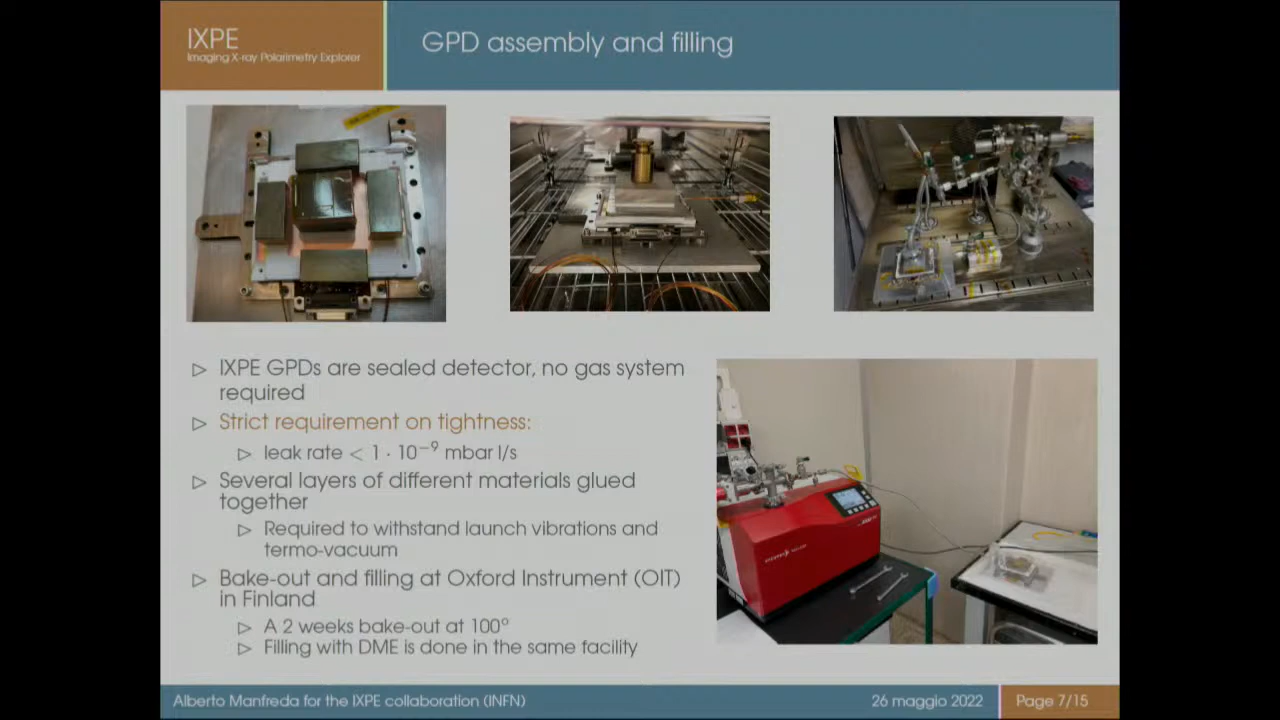 IXPE
Imaging X-ray Polarimetry Explorer
GPD assembly and filling
▷ IXPE GPDs are sealed detector, no gas system
required
▷ Strict requirement on tightness:
▷ leak rate < 1 · 10⁻⁹ mbar l/s
▷ Several layers of different materials glued
together
▷ Required to withstand launch vibrations and
termo-vacuum
▷ Bake-out and filling at Oxford Instrument (OIT)
in Finland
▷ A 2 weeks bake-out at 100°
▷ Filling with DME is done in the same facility
Alberto Manfreda for the IXPE collaboration (INFN)
26 maggio 2022
Page 7/15